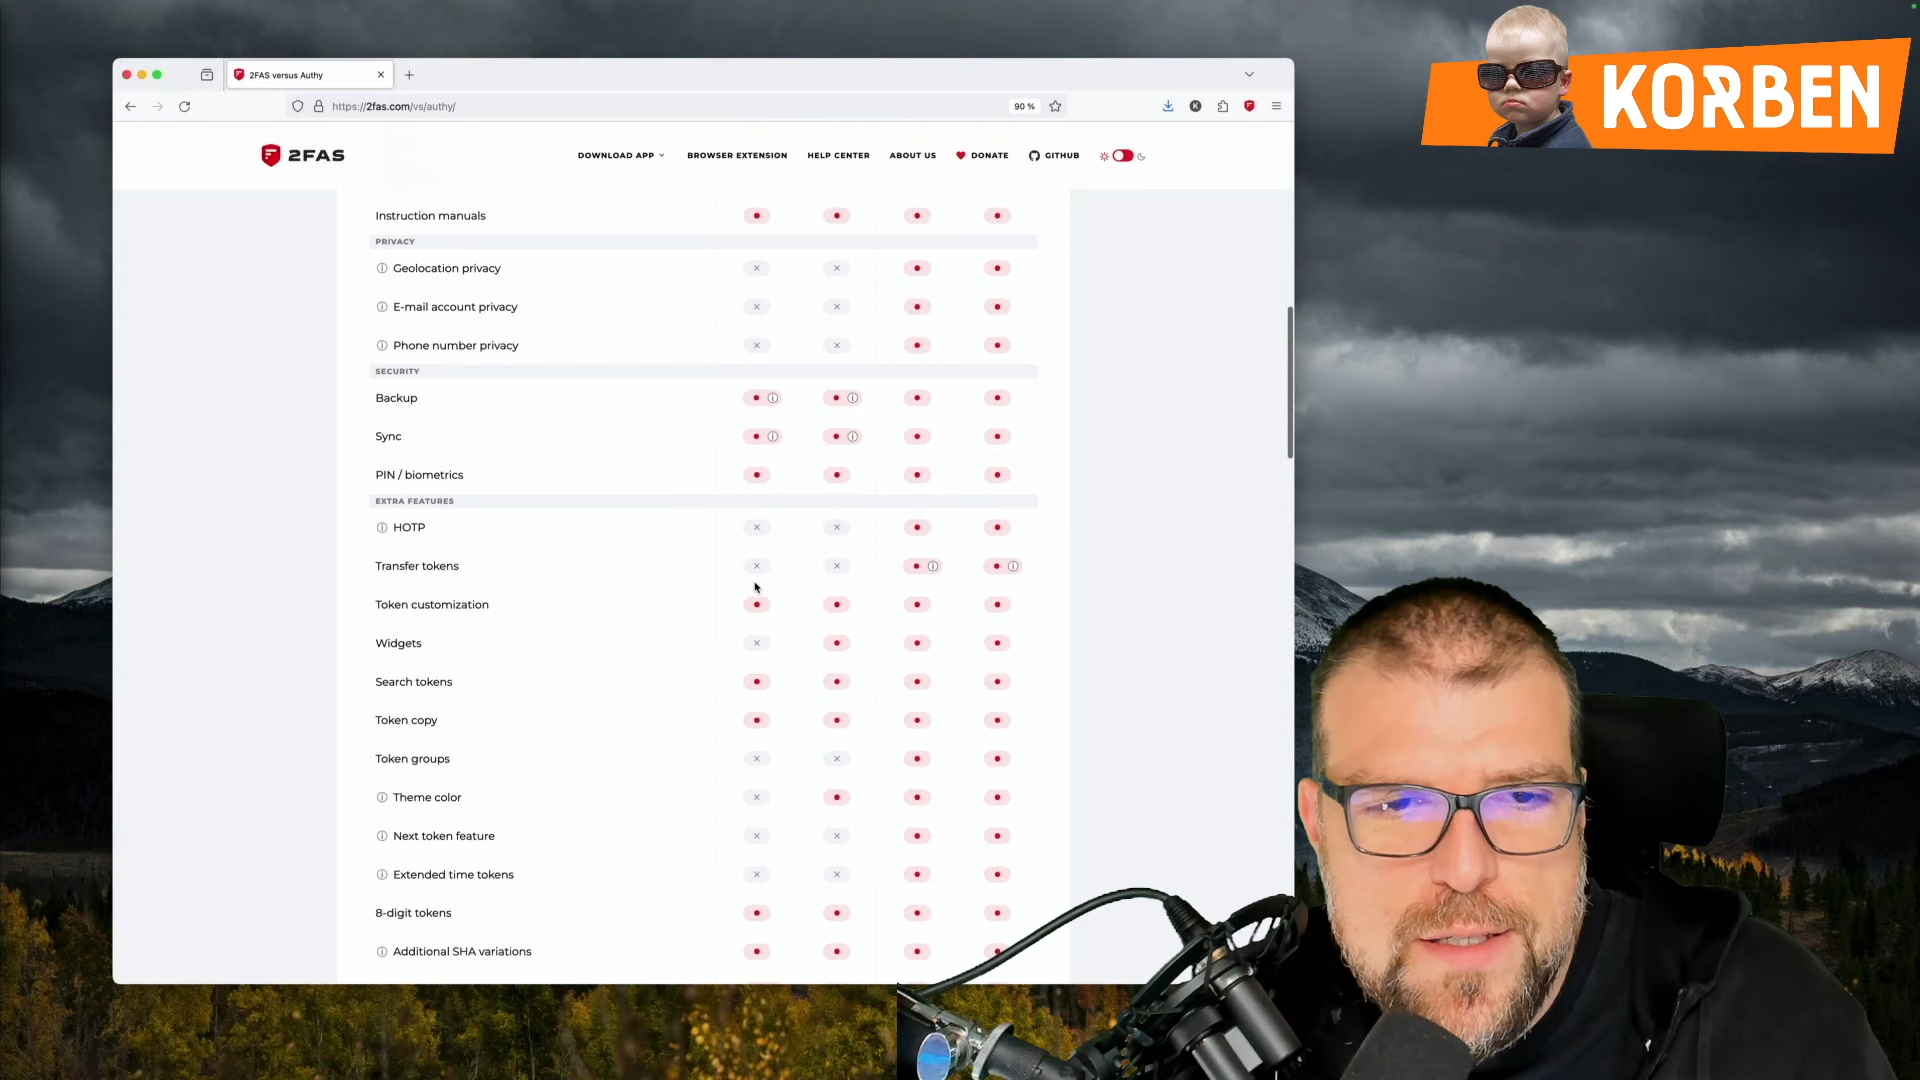 KORBEN
2FAS versus Authy
https://2fas.com/vs/authy/
90 %
K
2FAS
DOWNLOAD APP
BROWSER EXTENSION
HELP CENTER
ABOUT US
DONATE
GITHUB
Instruction manuals
PRIVACY
Geolocation privacy
E-mail account privacy
Phone number privacy
SECURITY
Backup
Sync
PIN / biometrics
EXTRA FEATURES
HOTP
Transfer tokens
Token customization
Widgets
Search tokens
Token copy
Token groups
Theme color
Next token feature
Extended time tokens
8-digit tokens
Additional SHA variations